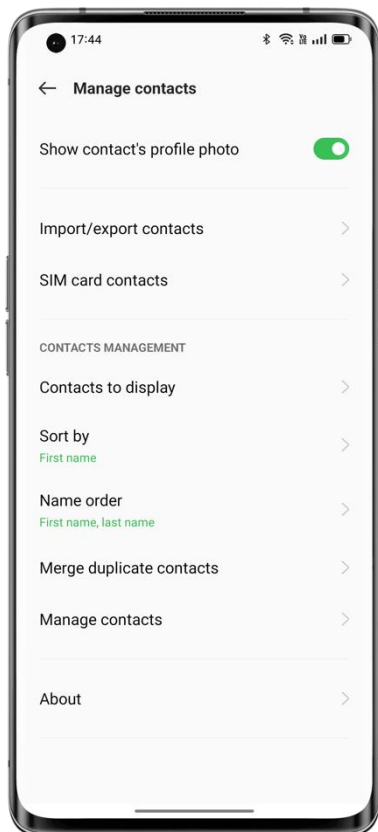 17:44
Manage contacts
Show contact's profile photo
Import/export contacts
SIM card contacts
CONTACTS MANAGEMENT
Contacts to display
Sort by
First name
Name order
First name, last name
Merge duplicate contacts
Manage contacts
About